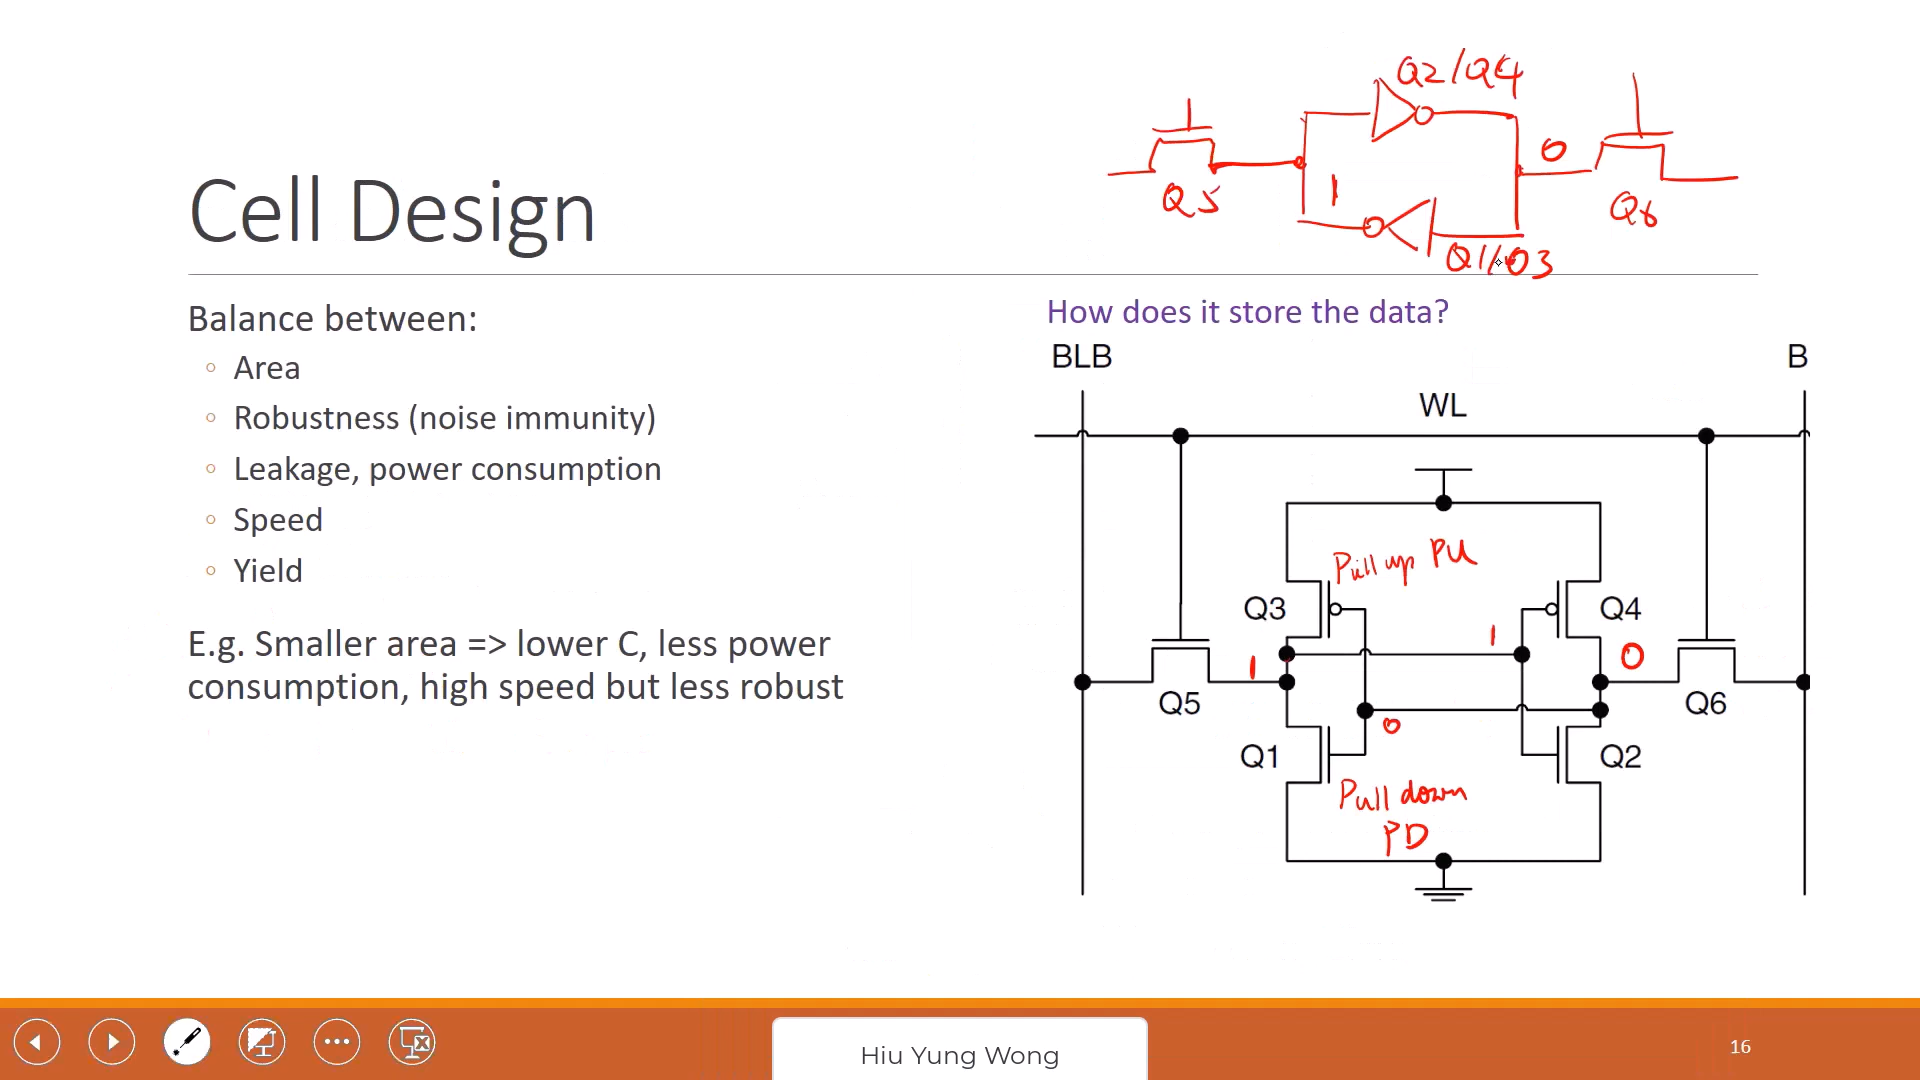 Q2/Q4
1
0
Q5
Q6
Q1/Q3
Cell Design
Balance between:
Area
Robustness (noise immunity)
Leakage, power consumption
Speed
Yield
E.g. Smaller area => lower C, less power
consumption, high speed but less robust
How does it store the data?
BLB
B
WL
Pull up PU
Q3
Q4
1
1
0
Q5
Q6
0
Q1
Q2
Pull down
PD
Hiu Yung Wong
16